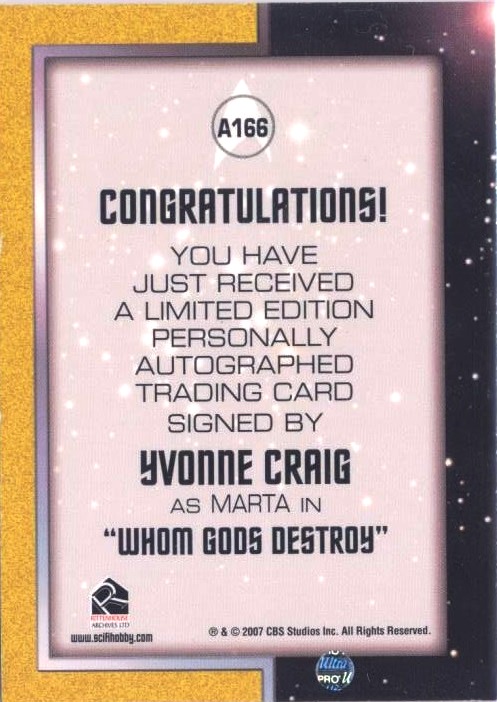 A166
CONGRATULATIONS!
YOU HAVE
JUST RECEIVED
A LIMITED EDITION
PERSONALLY
AUTOGRAPHED
TRADING CARD
SIGNED BY
YVONNE CRAIG
AS MARTA IN
“WHOM GODS DESTROY”
RITTENHOUSE
ARCHIVES LTD
www.scifihobby.com
® & © 2007 CBS Studios Inc. All Rights Reserved.
Ultra
PRO